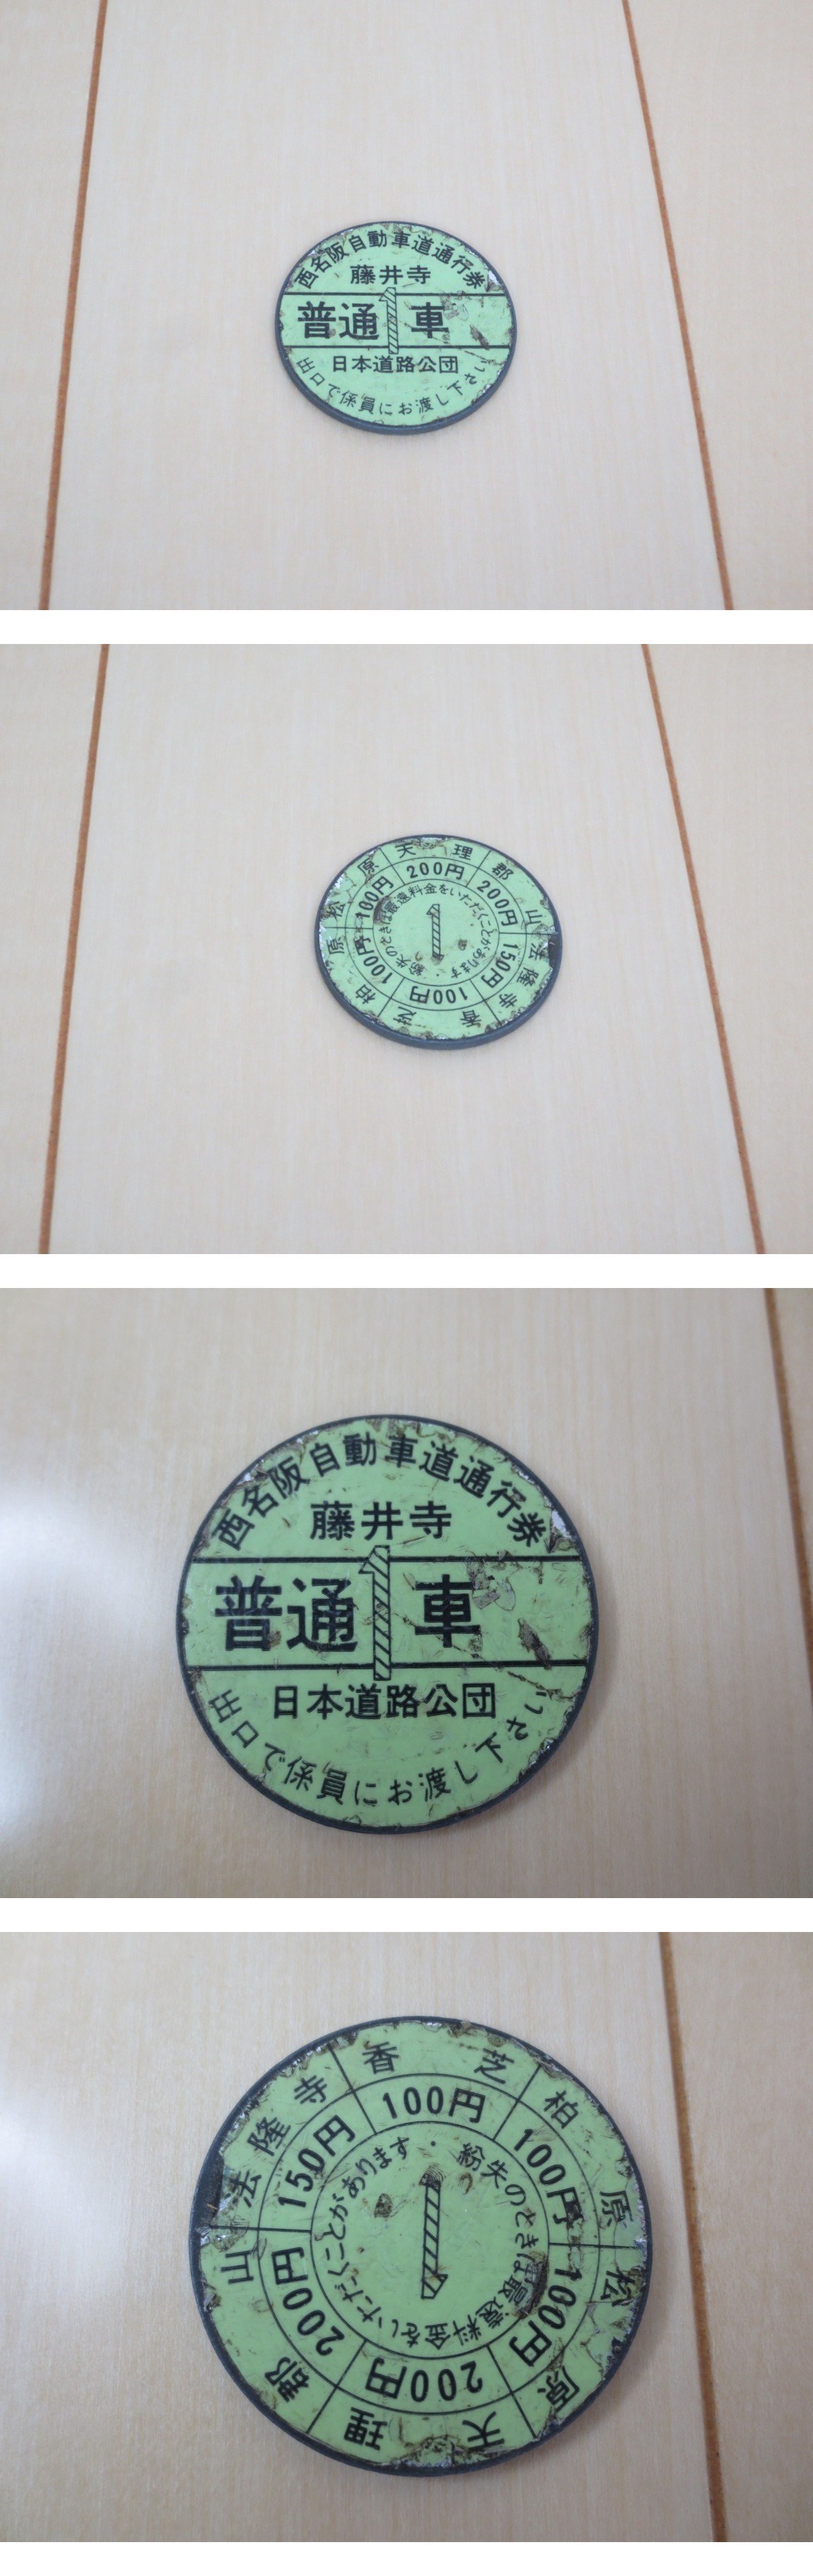 西名阪自動車道通行券
藤井寺
普通1車
日本道路公団
出口で係員にお渡し下さい
天理
200円
郡山
200円
法隆寺
150円
香芝
100円
柏原
100円
松原
100円
紛失のときは最遠料金をいただくことがあります・
1
西名阪自動車道通行券
藤井寺
普通1車
日本道路公団
出口で係員にお渡し下さい
香芝
100円
柏原
100円
松原
100円
天理
200円
郡山
200円
法隆寺
150円
紛失のときは最遠料金をいただくことがあります・
1